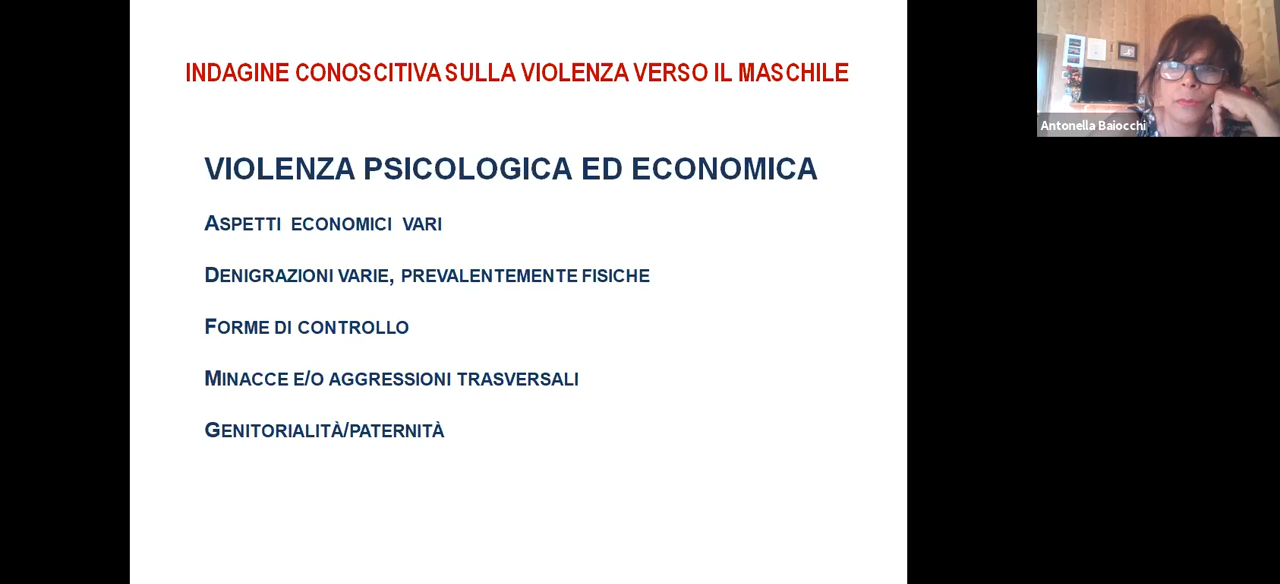 INDAGINE CONOSCITIVA SULLA VIOLENZA VERSO IL MASCHILE
VIOLENZA PSICOLOGICA ED ECONOMICA
ASPETTI ECONOMICI VARI
DENIGRAZIONI VARIE, PREVALENTEMENTE FISICHE
FORME DI CONTROLLO
MINACCE E/O AGGRESSIONI TRASVERSALI
GENITORIALITÀ/PATERNITÀ
Antonella Baiocchi